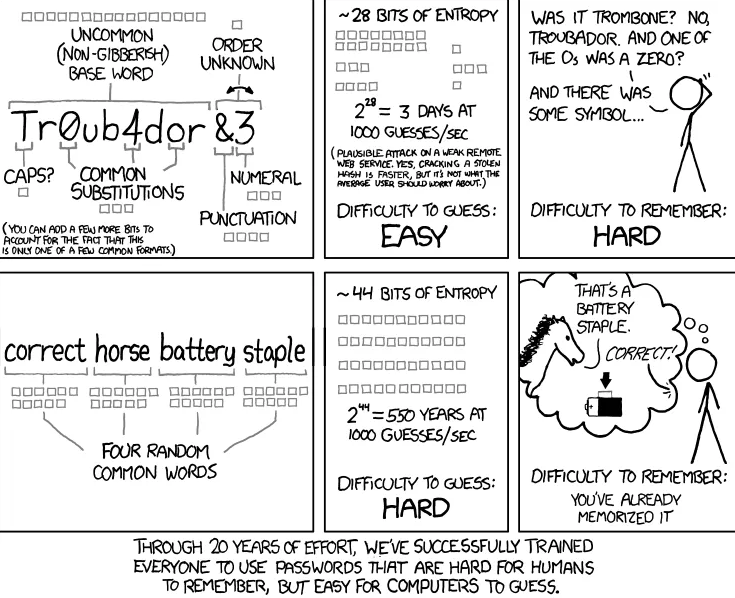 UNCOMMON
(NON-GIBBERISH)
BASE WORD
ORDER
UNKNOWN
Tr0ub4dor &3
CAPS?
COMMON
SUBSTITUTIONS
NUMERAL
PUNCTUATION
(YOU CAN ADD A FEW MORE BITS TO
ACCOUNT FOR THE FACT THAT THIS
IS ONLY ONE OF A FEW COMMON FORMATS.)
~28 BITS OF ENTROPY
2^28 = 3 DAYS AT
1000 GUESSES/SEC
(PLAUSIBLE ATTACK ON A WEAK REMOTE
WEB SERVICE. YES, CRACKING A STOLEN
HASH IS FASTER, BUT IT'S NOT WHAT THE
AVERAGE USER SHOULD WORRY ABOUT.)
DIFFICULTY TO GUESS:
EASY
WAS IT TROMBONE? NO,
TROUBADOR. AND ONE OF
THE Os WAS A ZERO?
AND THERE WAS
SOME SYMBOL...
DIFFICULTY TO REMEMBER:
HARD
correct horse battery staple
FOUR RANDOM
COMMON WORDS
~44 BITS OF ENTROPY
2^44 = 550 YEARS AT
1000 GUESSES/SEC
DIFFICULTY TO GUESS:
HARD
THAT'S A
BATTERY
STAPLE.
CORRECT!
DIFFICULTY TO REMEMBER:
YOU'VE ALREADY
MEMORIZED IT
THROUGH 20 YEARS OF EFFORT, WE'VE SUCCESSFULLY TRAINED
EVERYONE TO USE PASSWORDS THAT ARE HARD FOR HUMANS
TO REMEMBER, BUT EASY FOR COMPUTERS TO GUESS.